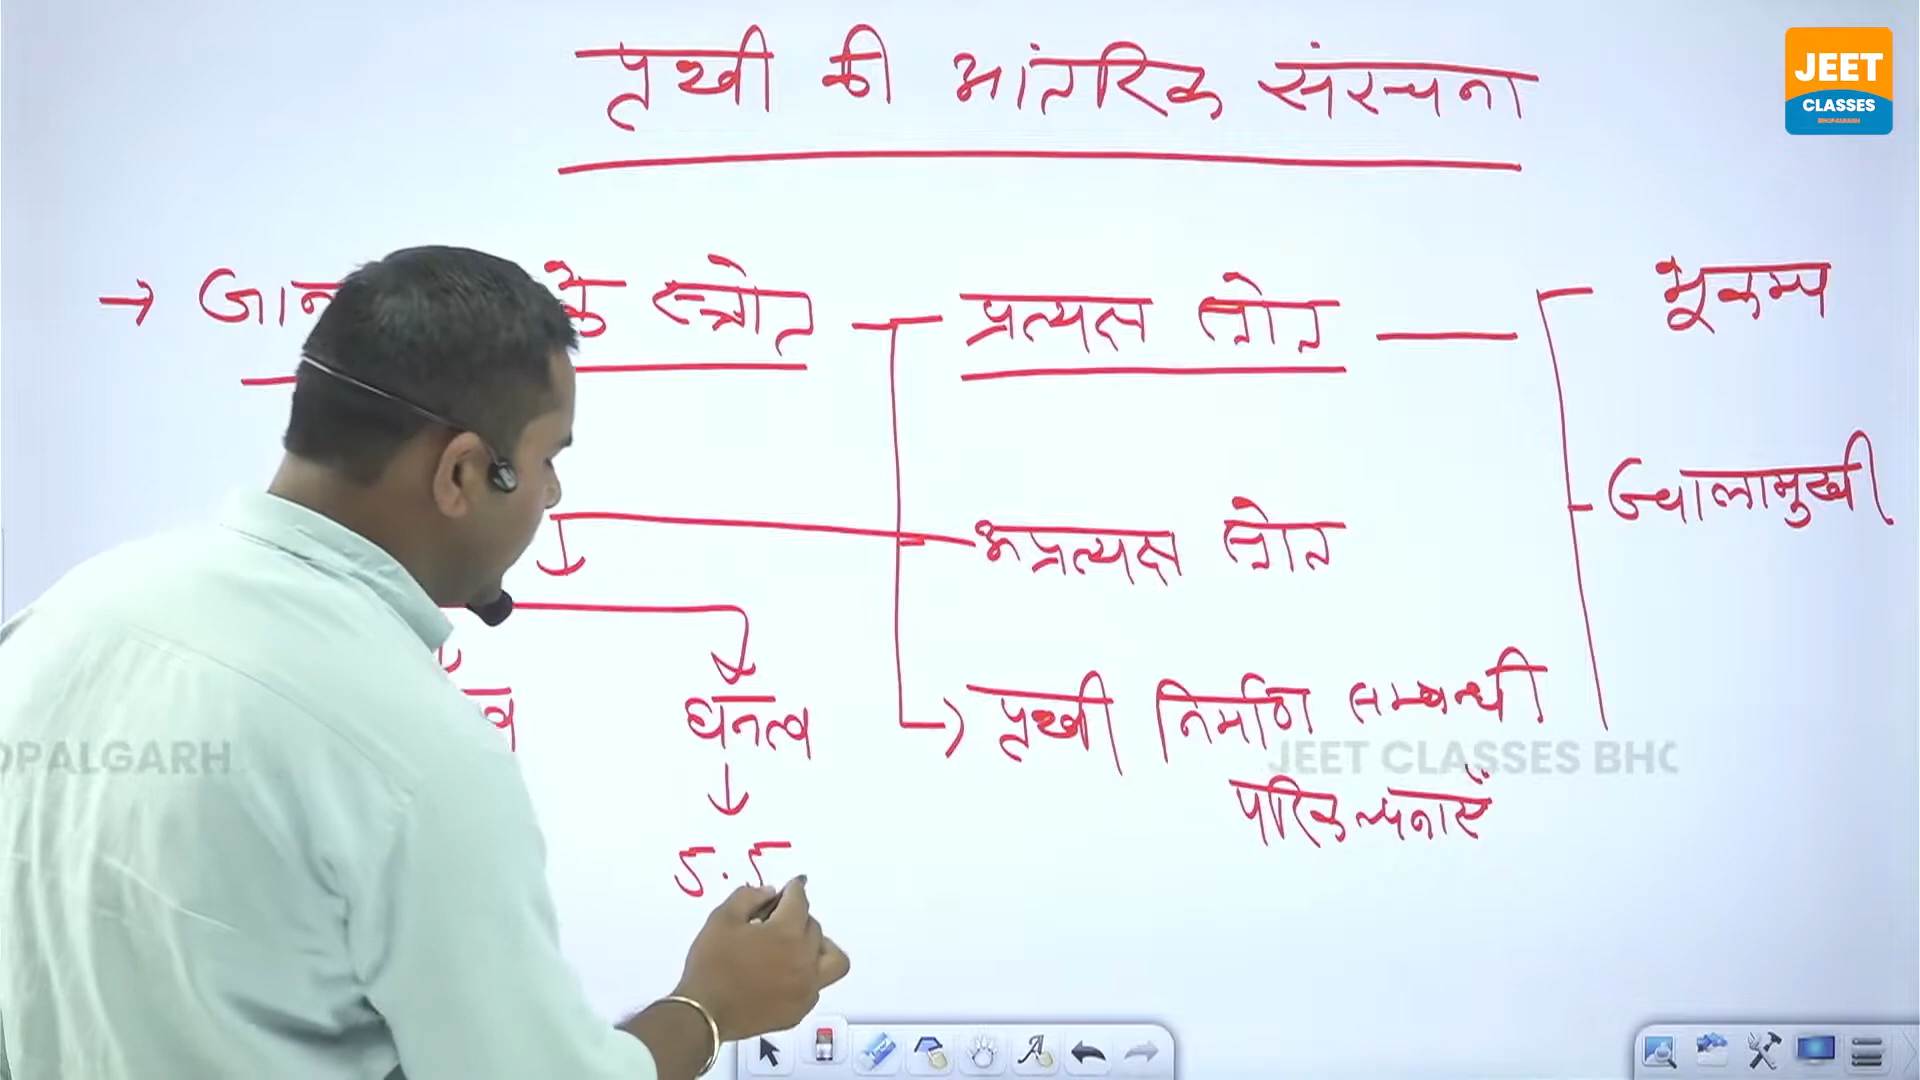 पृथ्वी की आंतरिक संरचना
JEET
CLASSES
BHOPALGARH
→ जान के स्त्रोत
प्रत्यक्ष स्त्रोत
भूकम्प
ज्वालामुखी
अप्रत्यक्ष स्त्रोत
पृथ्वी निर्माण सम्बन्धी
परिकल्पनाएँ
घनत्व
5.5
OPALGARH
JEET CLASSES BHO